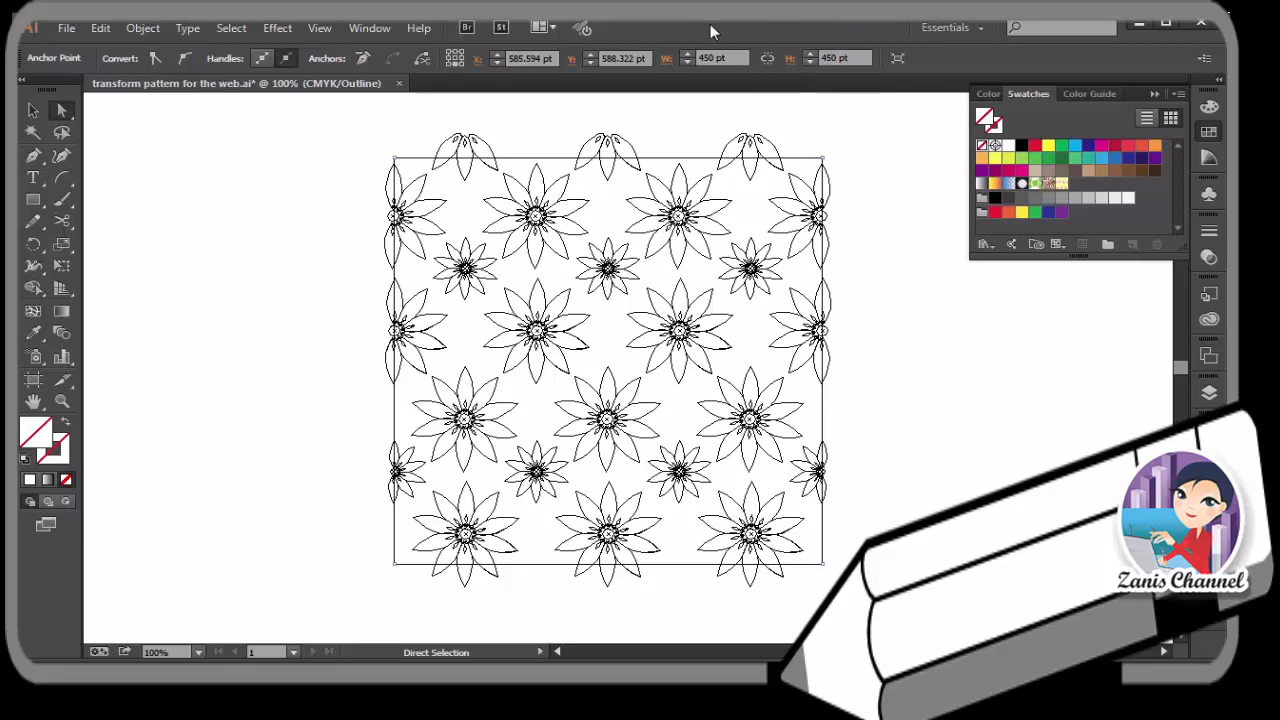 Ai File Edit Object Type Select Effect View Window Help Br St Essentials
Anchor Point Convert: Handles: Anchors: X: 585.594 pt Y: 588.322 pt W: 450 pt H: 450 pt
transform pattern for the web.ai* @ 100% (CMYK/Outline) ×
Color Swatches Color Guide
Zanis Channel
100% 1 Direct Selection